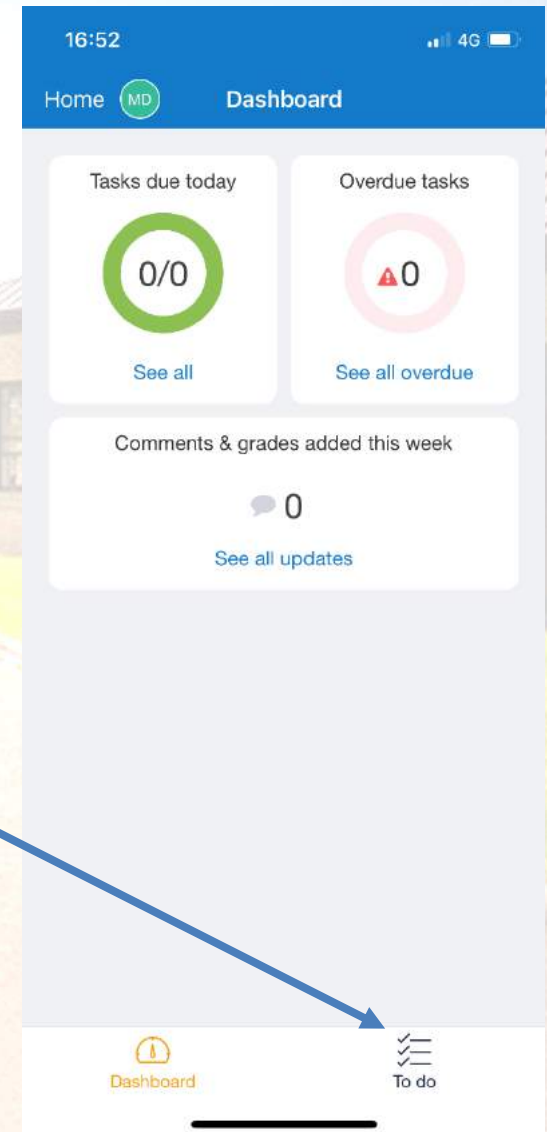 16:52
4G
Home MD Dashboard
Tasks due today
0/0
See all
Overdue tasks
0
See all overdue
Comments & grades added this week
0
See all updates
Dashboard
To do